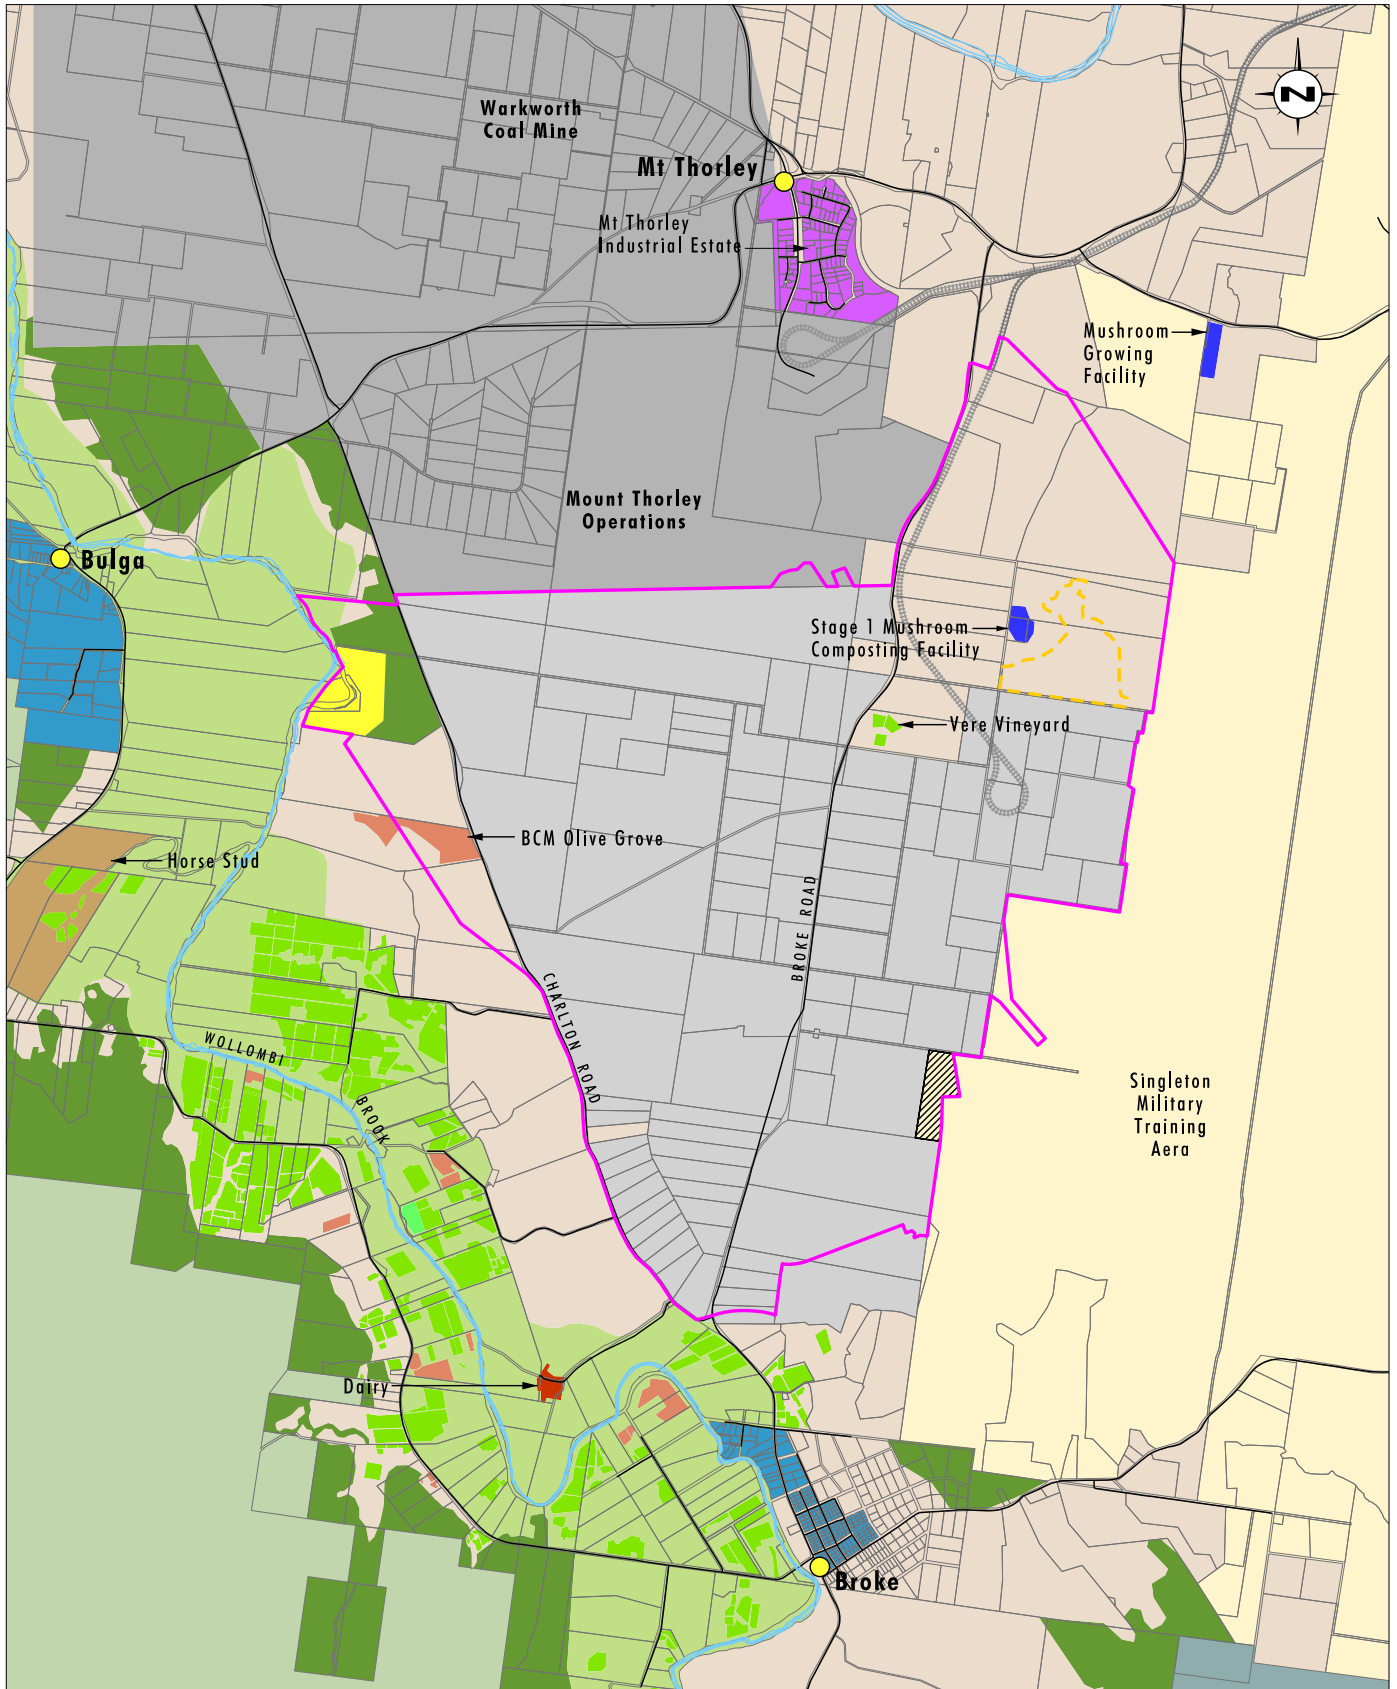 Warkworth
Coal Mine
N
Mt Thorley
Mt Thorley
Industrial Estate
Mushroom
Growing
Facility
Mount Thorley
Operations
Bulga
Stage 1 Mushroom
Composting Facility
Vere Vineyard
BCM Olive Grove
Horse Stud
BROKE ROAD
CHARLTON ROAD
WOLLOMBI
BROOK
Singleton
Military
Training
Aera
Dairy
Broke